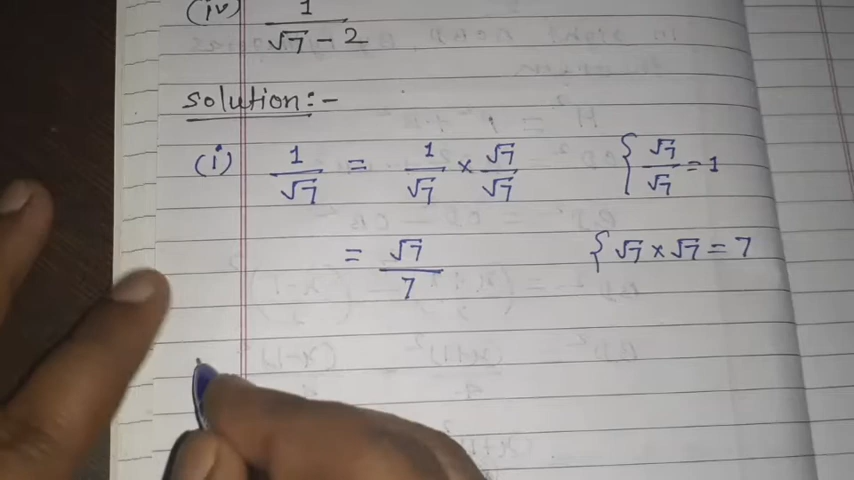 (iv) 1/(√7 - 2)
Solution:-
(i) 1/√7 = 1/√7 × √7/√7 { √7/√7 = 1
= √7/7 { √7 × √7 = 7